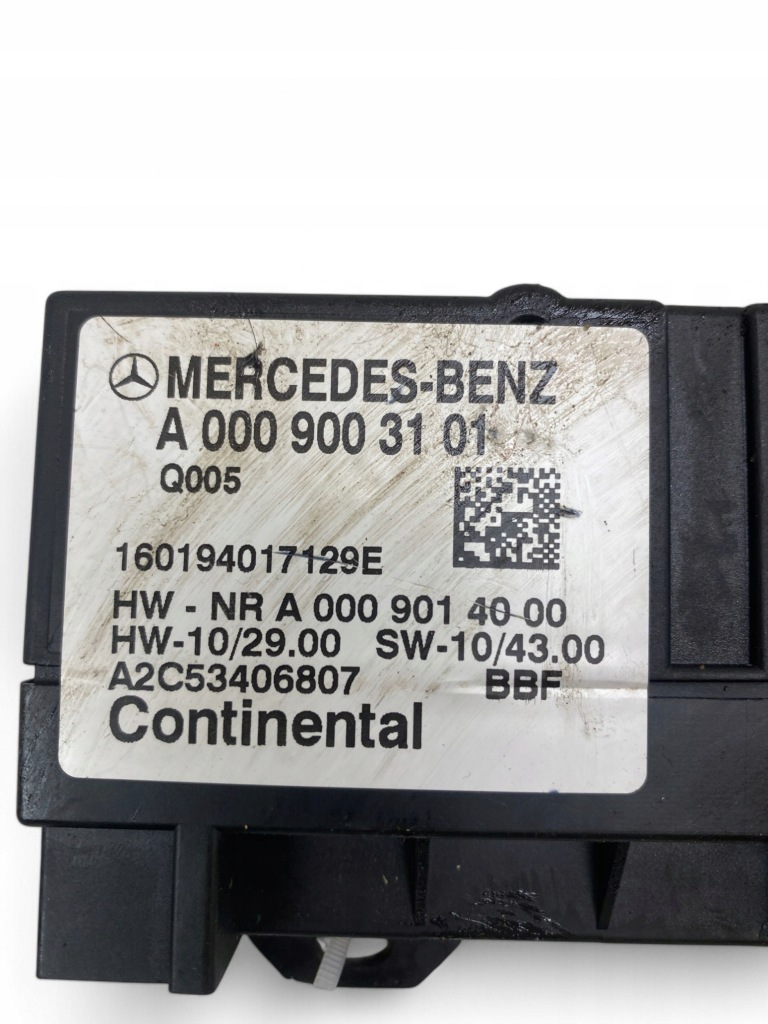 MERCEDES-BENZ
A 000 900 31 01
Q005
160194017129E
HW - NR A 000 901 40 00
HW-10/29.00 SW-10/43.00
A2C53406807 BBF
Continental